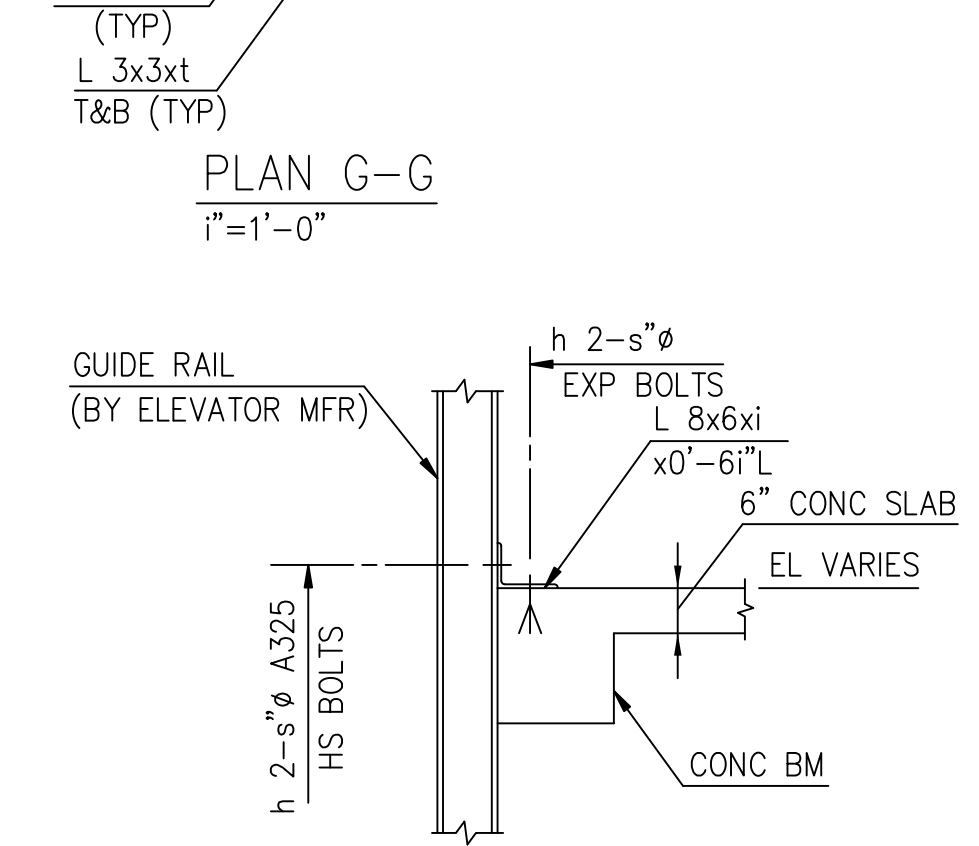 (TYP)
L 3x3xt
T&B (TYP)
PLAN G-G
i"=1'-0"
h 2-s"ø
EXP BOLTS
GUIDE RAIL
(BY ELEVATOR MFR)
L 8x6xi
x0'-6i"L
6" CONC SLAB
EL VARIES
h 2-s"ø A325
HS BOLTS
CONC BM